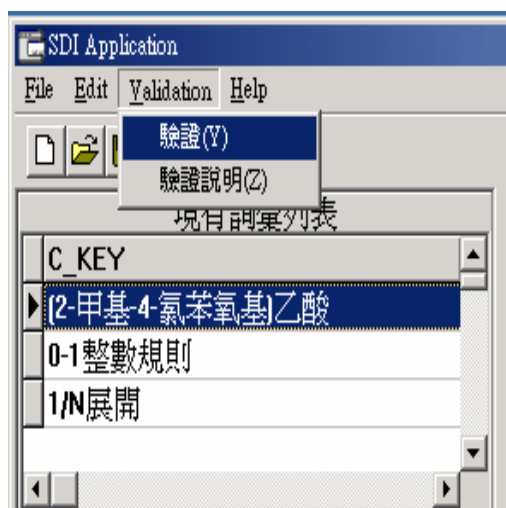 SDI Application
File Edit Validation Help
驗證(Y)
驗證說明(Z)
現有詞彙列表
C_KEY
(2-甲基-4-氯苯氧基)乙酸
0-1整數規則
1/N展開